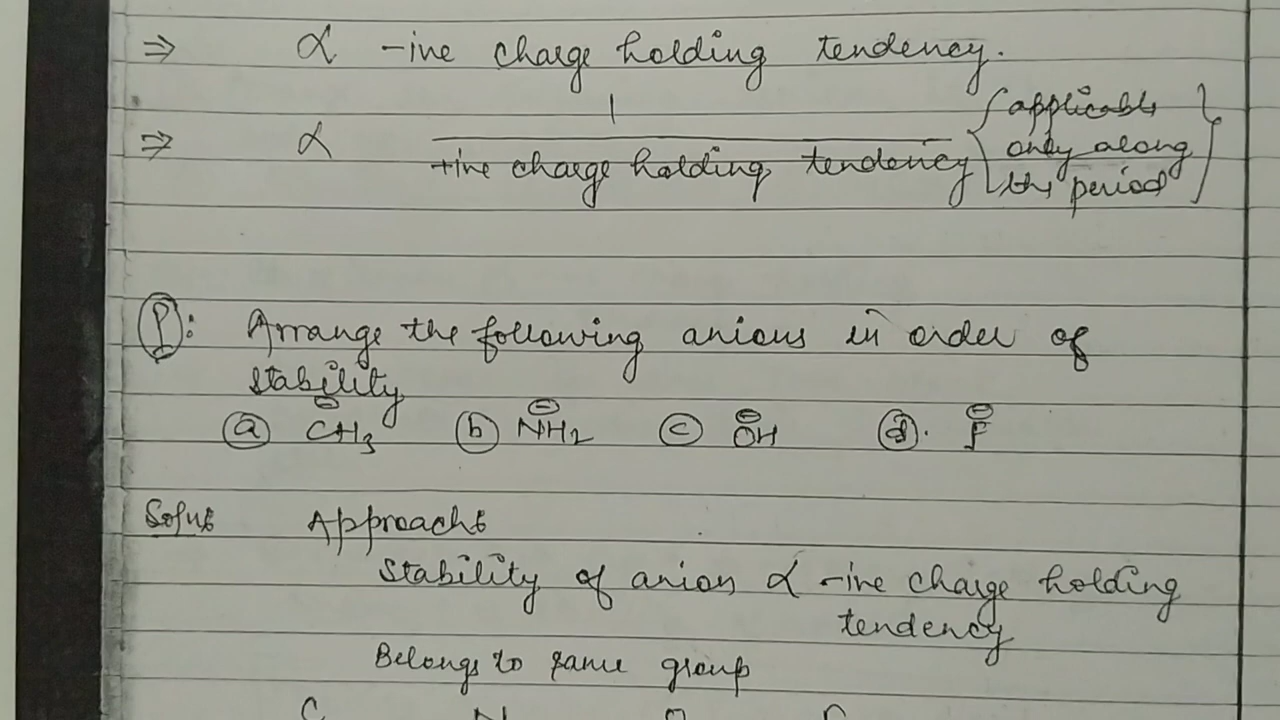 ⇒ α -ive charge holding tendency.
⇒ α 1 / +ive charge holding tendency { applicable only along the period }
(P): Arrange the following anions in order of
stability
(a) CH3⊖ (b) NH2⊖ (c) OH⊖ (d). F⊖
Soln: Approach:
Stability of anion α -ive charge holding
tendency
Belongs to same group
C N O F